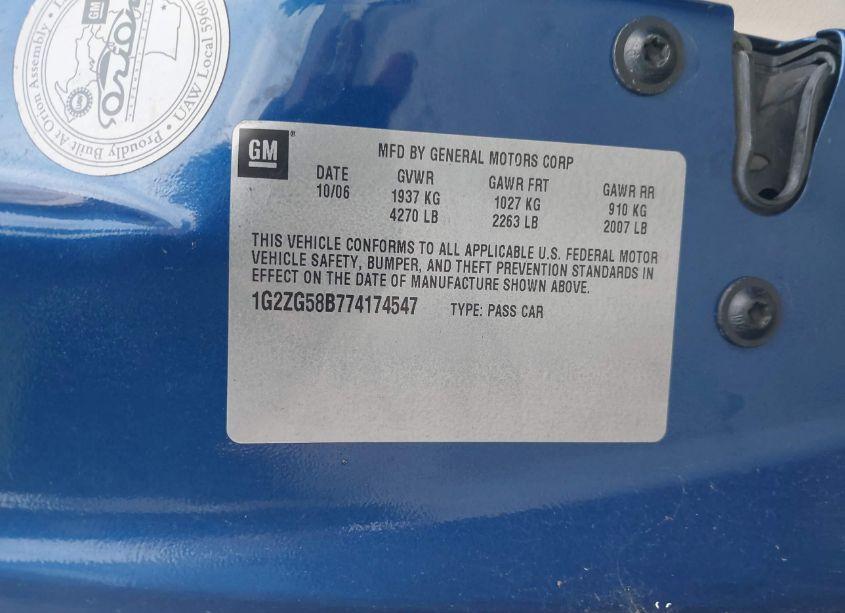 Proudly Built At Orion Assembly
UAW Local 5960
Orion
GM
GM
MFD BY GENERAL MOTORS CORP
DATE GVWR GAWR FRT GAWR RR
10/06 1937 KG 1027 KG 910 KG
4270 LB 2263 LB 2007 LB
THIS VEHICLE CONFORMS TO ALL APPLICABLE U.S. FEDERAL MOTOR
VEHICLE SAFETY, BUMPER, AND THEFT PREVENTION STANDARDS IN
EFFECT ON THE DATE OF MANUFACTURE SHOWN ABOVE.
1G2ZG58B774174547 TYPE: PASS CAR